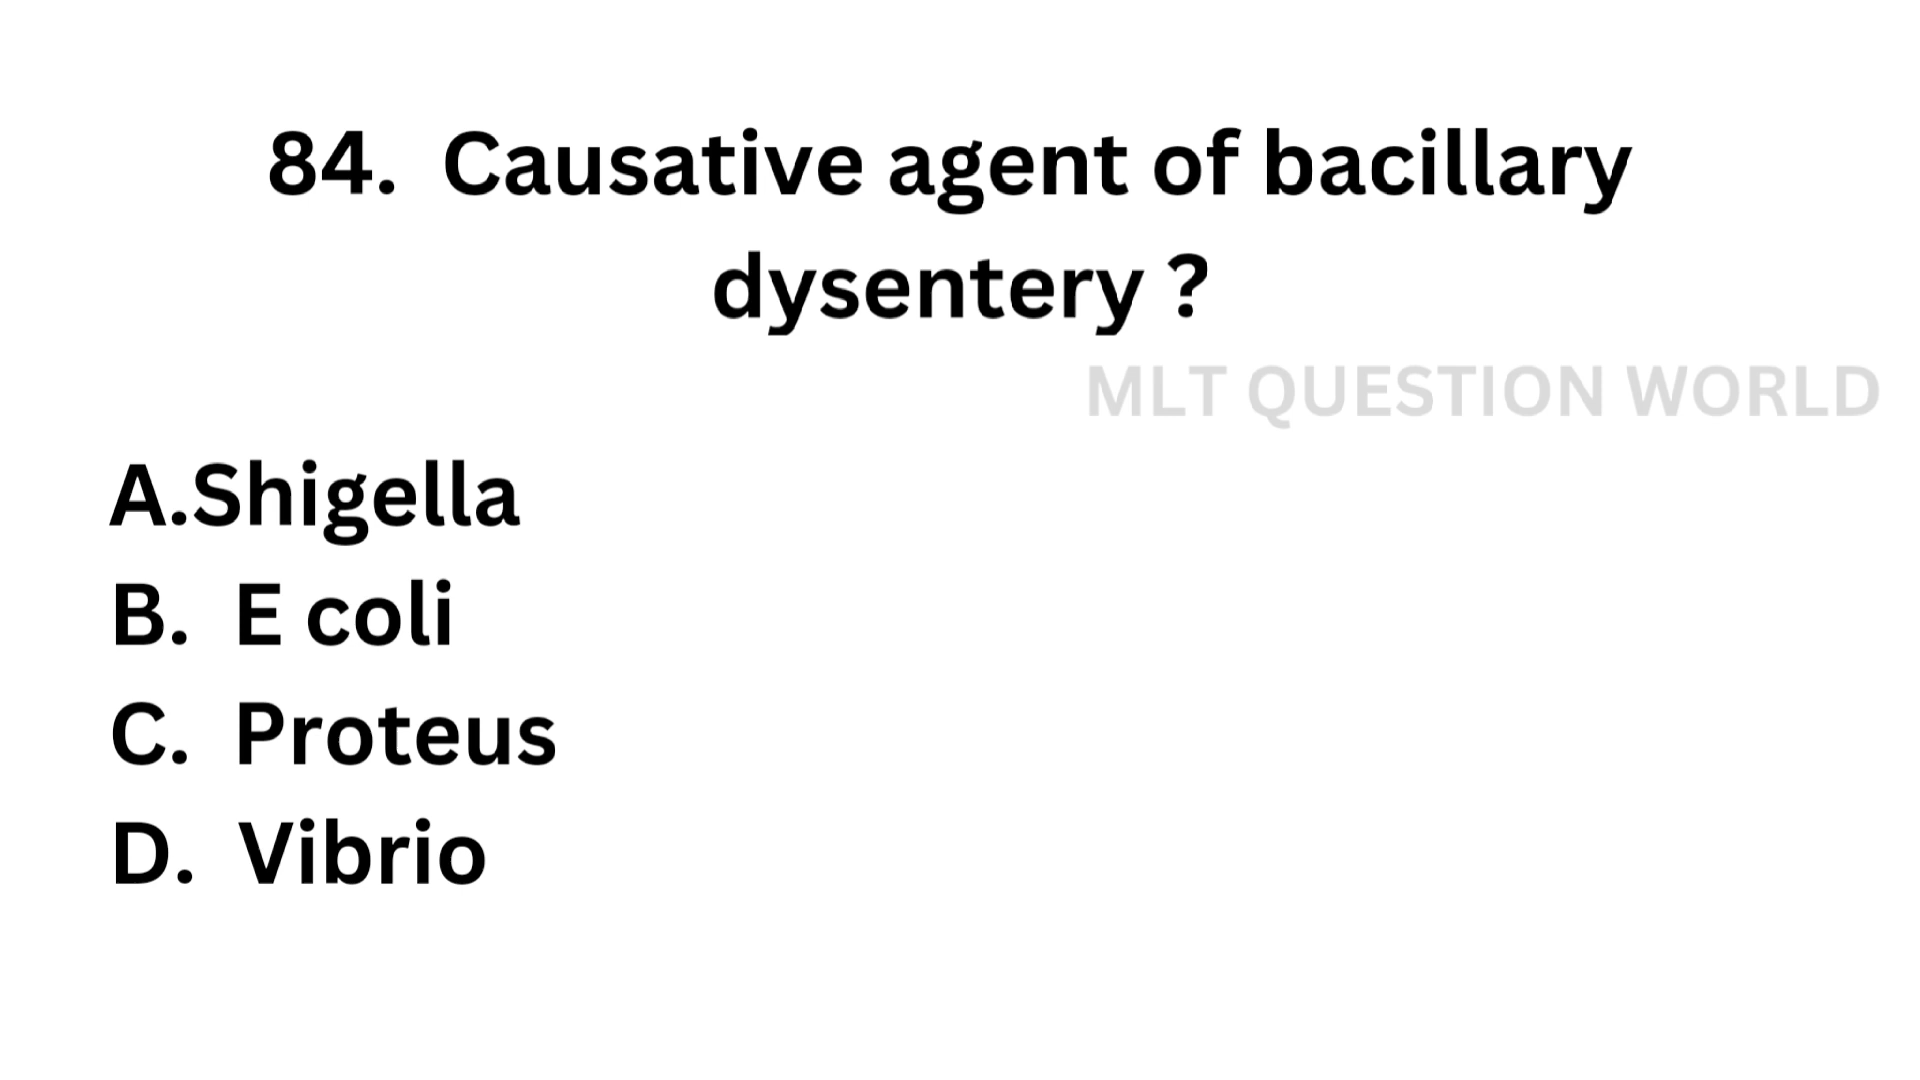 84. Causative agent of bacillary
dysentery ?
MLT QUESTION WORLD
A.Shigella
B. E coli
C. Proteus
D. Vibrio